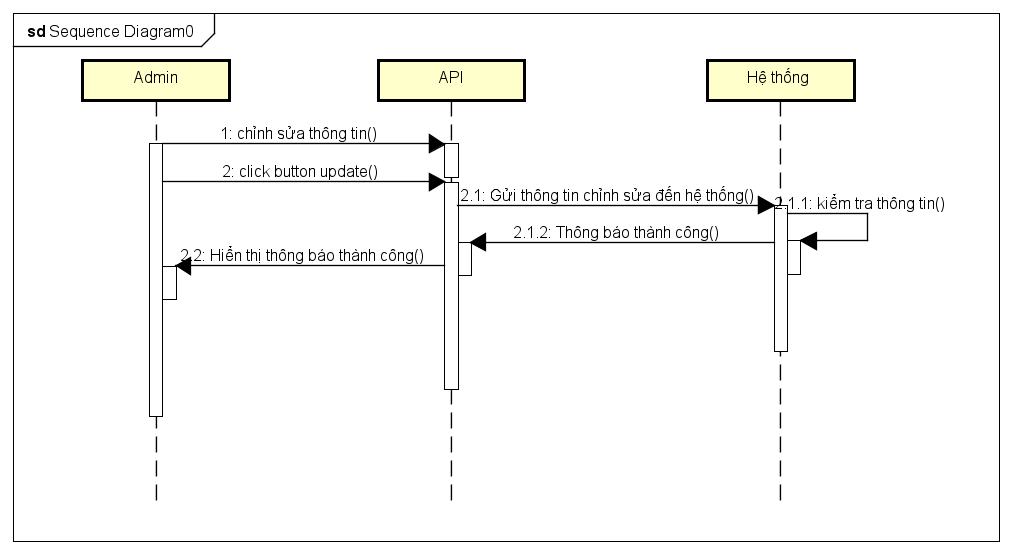 sd Sequence Diagram0
Admin
API
Hệ thống
1: chỉnh sửa thông tin()
2: click button update()
2.1: Gửi thông tin chỉnh sửa đến hệ thống()
2.1.1: kiểm tra thông tin()
2.1.2: Thông báo thành công()
2.2: Hiển thị thông báo thành công()